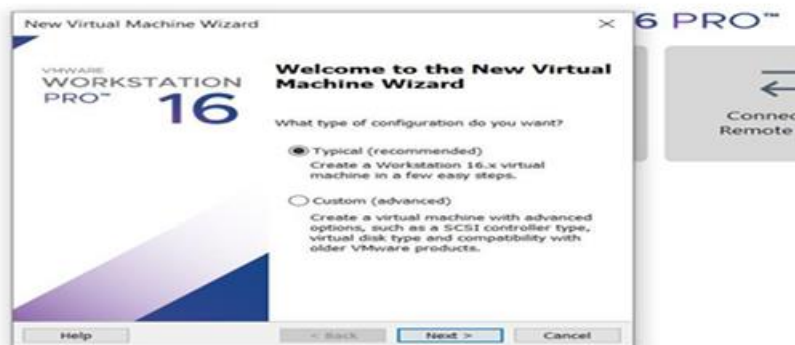 New Virtual Machine Wizard
6 PRO™
VMWARE
WORKSTATION
PRO™ 16
Welcome to the New Virtual
Machine Wizard
What type of configuration do you want?
Typical (recommended)
Create a Workstation 16.x virtual
machine in a few easy steps.
Custom (advanced)
Create a virtual machine with advanced
options, such as a SCSI controller type,
virtual disk type and compatibility with
older VMware products.
Connec
Remote
Help
< Back
Next >
Cancel